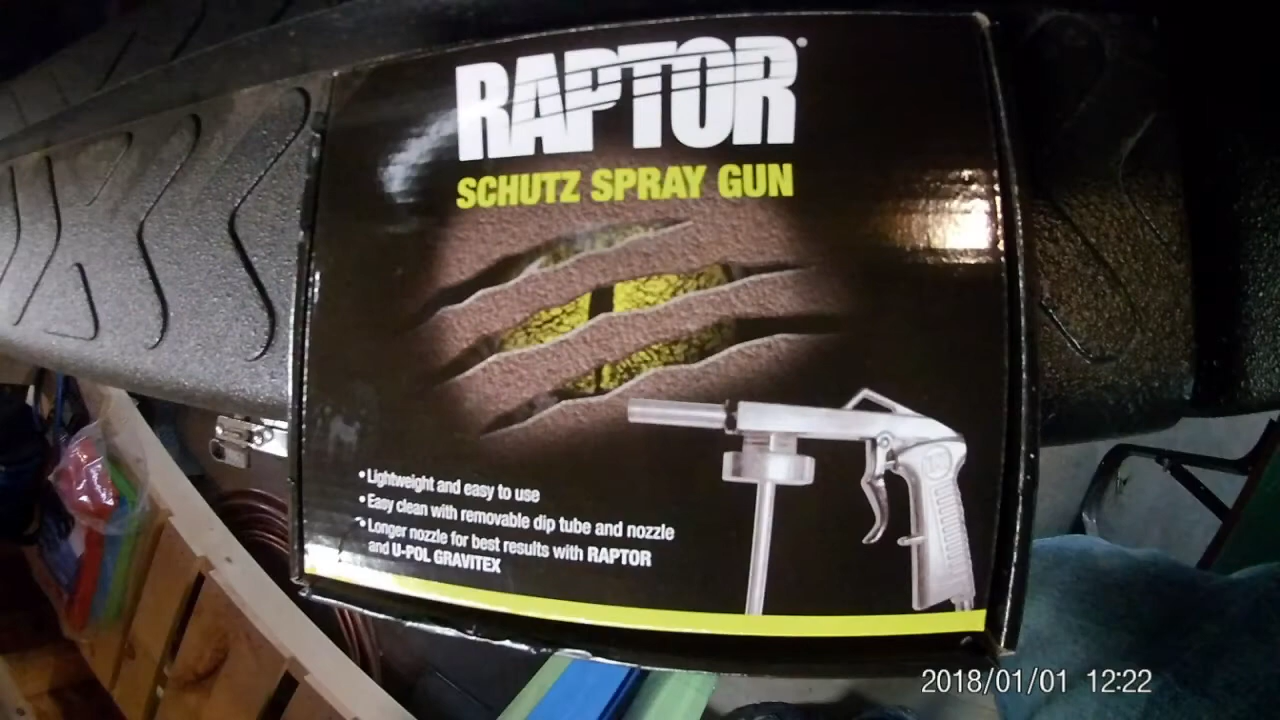 RAPTOR
SCHUTZ SPRAY GUN
• Lightweight and easy to use
• Easy clean with removable dip tube and nozzle
• Longer nozzle for best results with RAPTOR
and U-POL GRAVITEX
2018/01/01 12:22